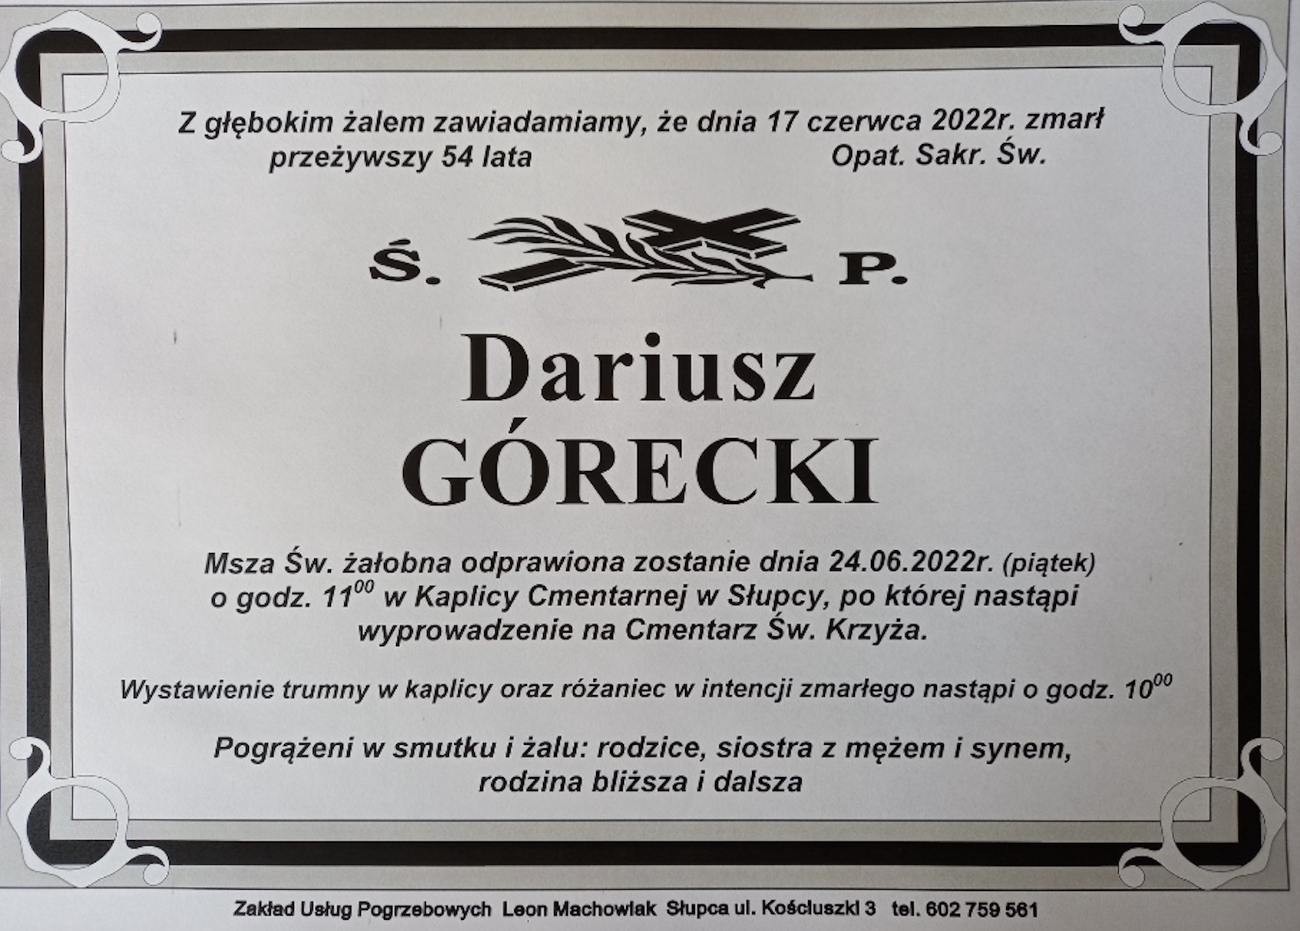 Z głębokim żalem zawiadamiamy, że dnia 17 czerwca 2022r. zmarł
przeżywszy 54 lata Opat. Sakr. Św.
Ś. P.
Dariusz
GÓRECKI
Msza Św. żałobna odprawiona zostanie dnia 24.06.2022r. (piątek)
o godz. 11⁰⁰ w Kaplicy Cmentarnej w Słupcy, po której nastąpi
wyprowadzenie na Cmentarz Św. Krzyża.
Wystawienie trumny w kaplicy oraz różaniec w intencji zmarłego nastąpi o godz. 10⁰⁰
Pogrążeni w smutku i żalu: rodzice, siostra z mężem i synem,
rodzina bliższa i dalsza
Zakład Usług Pogrzebowych Leon Machowiak Słupca ul. Kościuszki 3 tel. 602 759 561